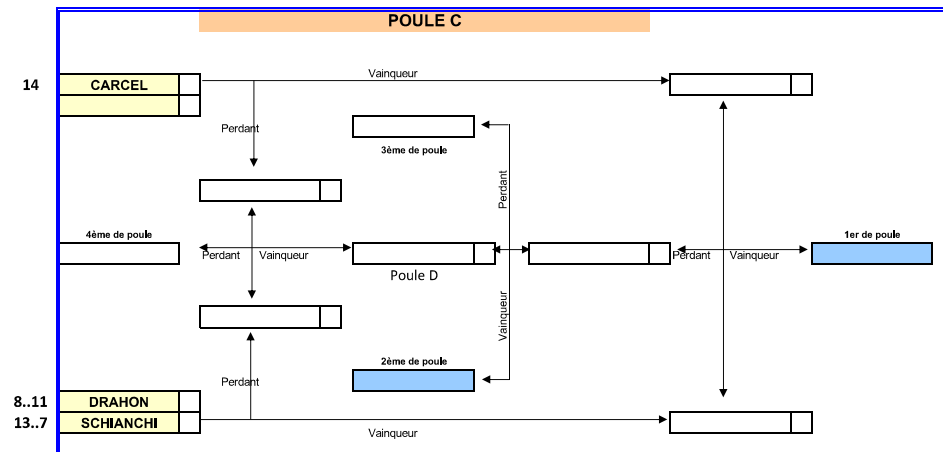 POULE C
14 CARCEL
Vainqueur
Perdant
3ème de poule
Perdant
4ème de poule
1er de poule
Perdant Vainqueur
Perdant Vainqueur
Poule D
Vainqueur
2ème de poule
Perdant
8..11 DRAHON
13..7 SCHIANCHI
Vainqueur